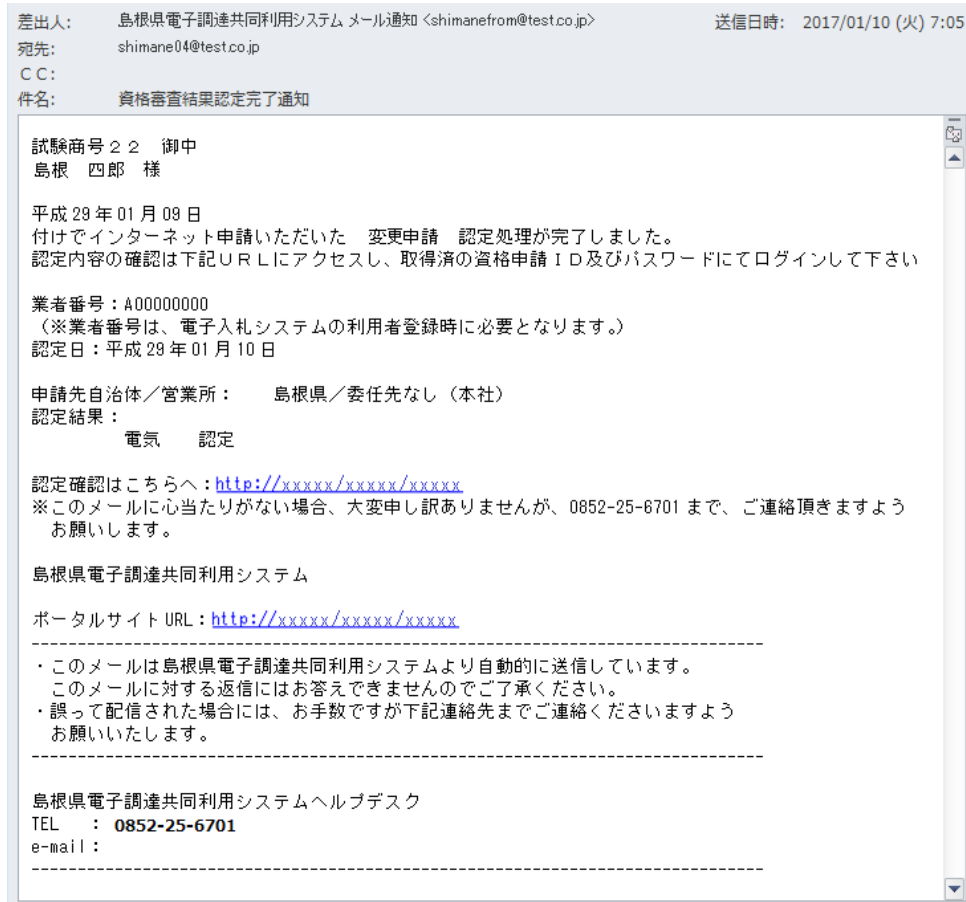 差出人: 島根県電子調達共同利用システム メール通知 <shimanefrom@test.co.jp> 送信日時: 2017/01/10 (火) 7:05
宛先: shimane04@test.co.jp
ＣＣ:
件名: 資格審査結果認定完了通知
試験商号２２　御中
島根　四郎　様
平成29年01月09日
付けでインターネット申請いただいた　変更申請　認定処理が完了しました。
認定内容の確認は下記ＵＲＬにアクセスし、取得済の資格申請ＩＤ及びパスワードにてログインして下さい
業者番号：A00000000
（※業者番号は、電子入札システムの利用者登録時に必要となります。）
認定日：平成29年01月10日
申請先自治体／営業所：　　島根県／委任先なし（本社）
認定結果：
電気　　認定
認定確認はこちらへ：http://xxxxx/xxxxx/xxxxx
※このメールに心当たりがない場合、大変申し訳ありませんが、0852-25-6701まで、ご連絡頂きますよう
お願いします。
島根県電子調達共同利用システム
ポータルサイトURL：http://xxxxx/xxxxx/xxxxx
-------------------------------------------------------------------------------
・このメールは島根県電子調達共同利用システムより自動的に送信しています。
このメールに対する返信にはお答えできませんのでご了承ください。
・誤って配信された場合には、お手数ですが下記連絡先までご連絡くださいますよう
お願いいたします。
-------------------------------------------------------------------------------
島根県電子調達共同利用システムヘルプデスク
TEL　：0852-25-6701
e-mail：
-------------------------------------------------------------------------------